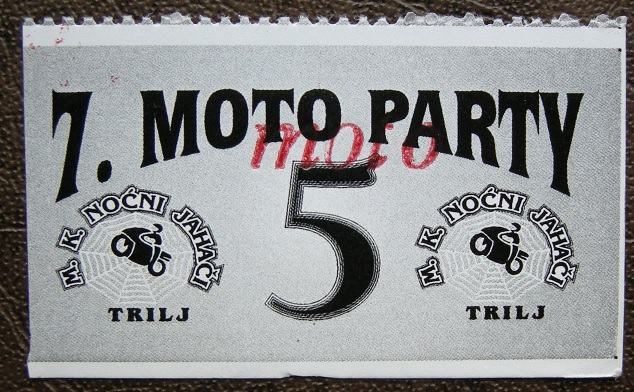 7. MOTO PARTY
moto
5
M. K. NOĆNI JAHAČI
TRILJ
M. K. NOĆNI JAHAČI
TRILJ